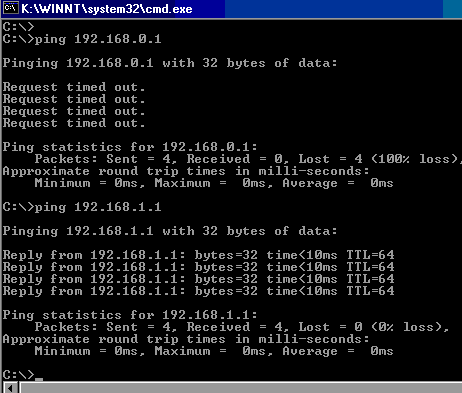 K:\WINNT\system32\cmd.exe
C:\>
C:\>ping 192.168.0.1
Pinging 192.168.0.1 with 32 bytes of data:
Request timed out.
Request timed out.
Request timed out.
Request timed out.
Ping statistics for 192.168.0.1:
    Packets: Sent = 4, Received = 0, Lost = 4 (100% loss),
Approximate round trip times in milli-seconds:
    Minimum = 0ms, Maximum =  0ms, Average =  0ms
C:\>ping 192.168.1.1
Pinging 192.168.1.1 with 32 bytes of data:
Reply from 192.168.1.1: bytes=32 time<10ms TTL=64
Reply from 192.168.1.1: bytes=32 time<10ms TTL=64
Reply from 192.168.1.1: bytes=32 time<10ms TTL=64
Reply from 192.168.1.1: bytes=32 time<10ms TTL=64
Ping statistics for 192.168.1.1:
    Packets: Sent = 4, Received = 4, Lost = 0 (0% loss),
Approximate round trip times in milli-seconds:
    Minimum = 0ms, Maximum =  0ms, Average =  0ms
C:\>_